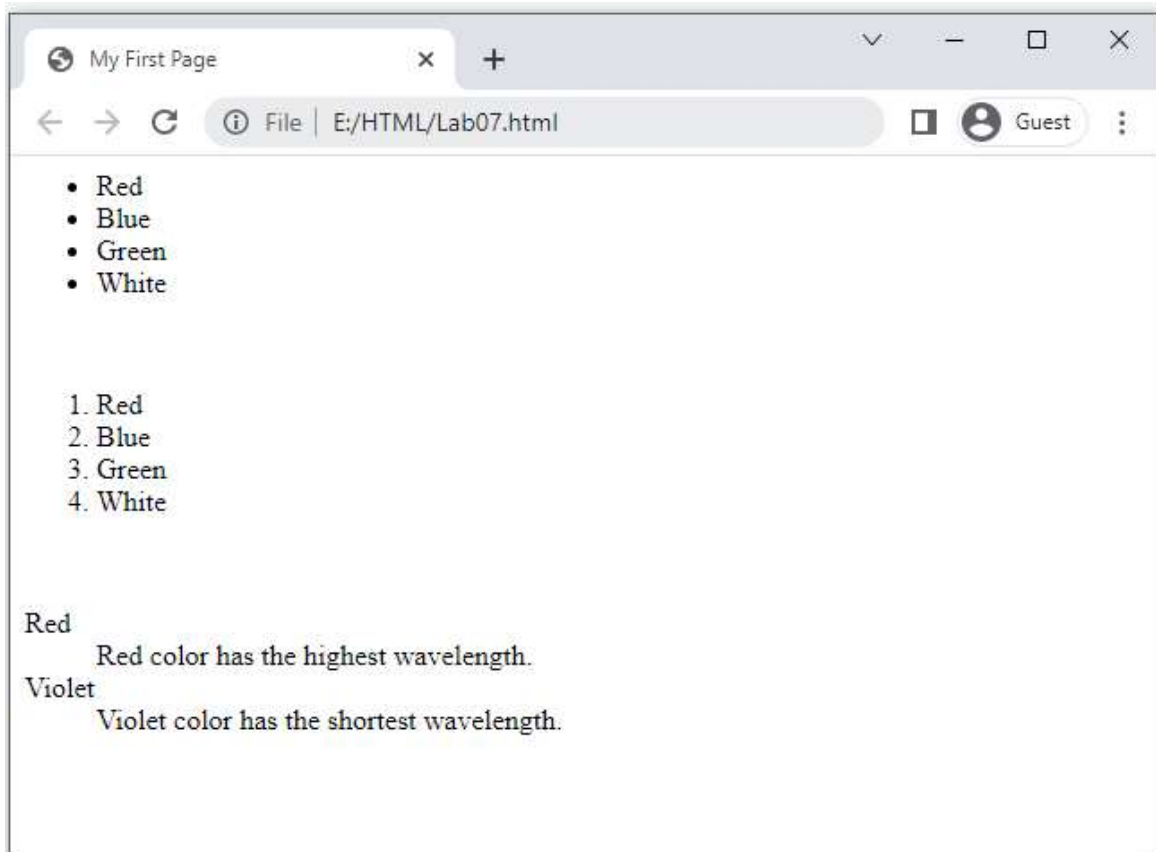 My First Page
File | E:/HTML/Lab07.html
Guest
• Red
• Blue
• Green
• White
1. Red
2. Blue
3. Green
4. White
Red
Red color has the highest wavelength.
Violet
Violet color has the shortest wavelength.